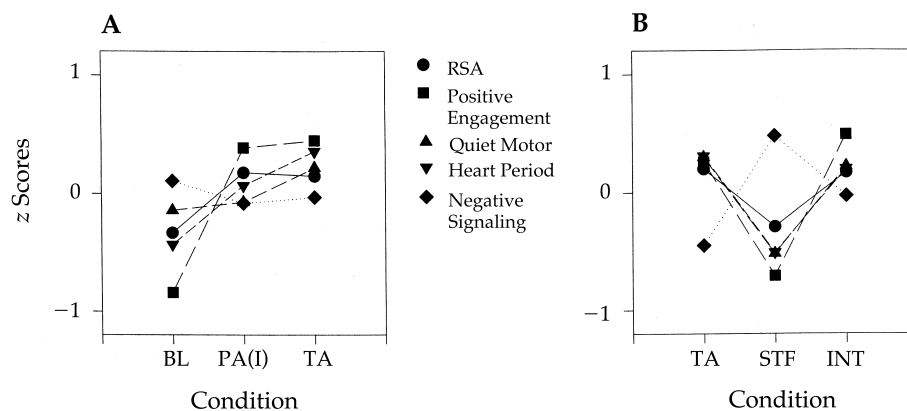 A
B
z Scores
1
0
−1
BL PA(I) TA
Condition
RSA
Positive
Engagement
Quiet Motor
Heart Period
Negative
Signaling
1
0
−1
TA STF INT
Condition